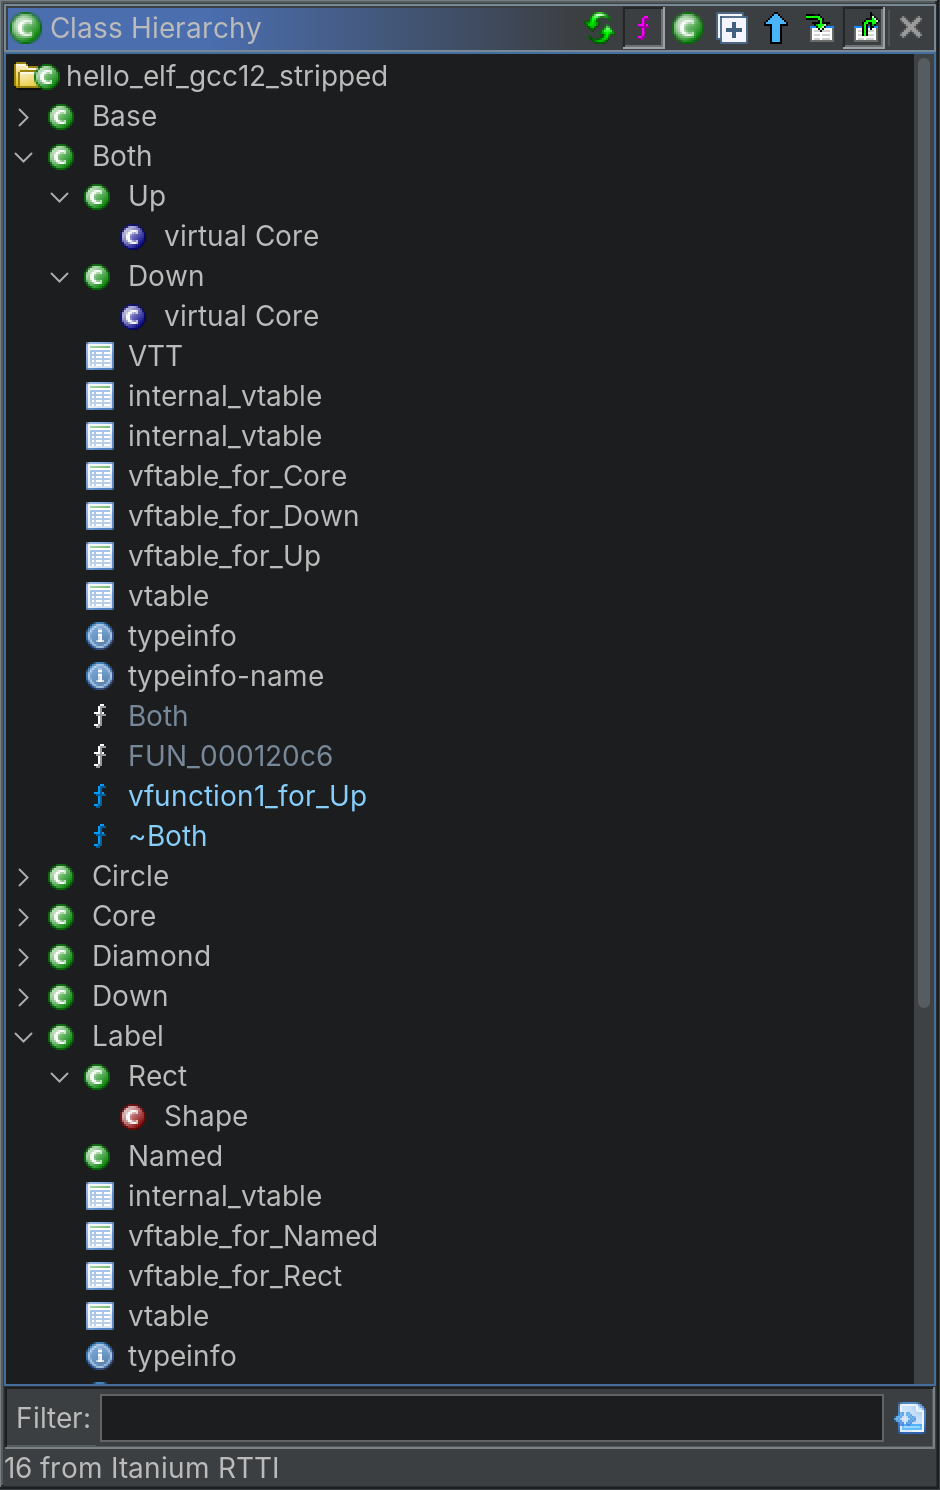 Class Hierarchy
hello_elf_gcc12_stripped
Base
Both
Up
virtual Core
Down
virtual Core
VTT
internal_vtable
internal_vtable
vftable_for_Core
vftable_for_Down
vftable_for_Up
vtable
typeinfo
typeinfo-name
Both
FUN_000120c6
vfunction1_for_Up
~Both
Circle
Core
Diamond
Down
Label
Rect
Shape
Named
internal_vtable
vftable_for_Named
vftable_for_Rect
vtable
typeinfo
Filter:
16 from Itanium RTTI